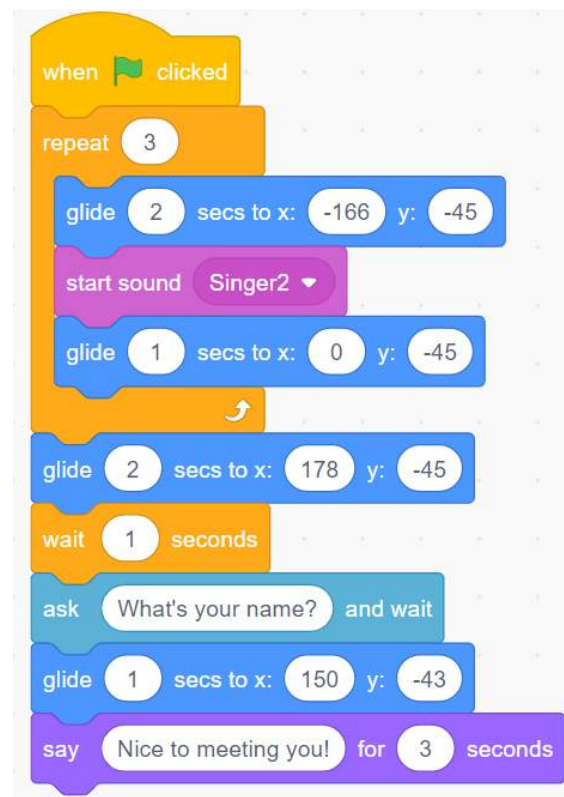 when clicked
repeat 3
glide 2 secs to x: -166 y: -45
start sound Singer2
glide 1 secs to x: 0 y: -45
glide 2 secs to x: 178 y: -45
wait 1 seconds
ask What's your name? and wait
glide 1 secs to x: 150 y: -43
say Nice to meeting you! for 3 seconds